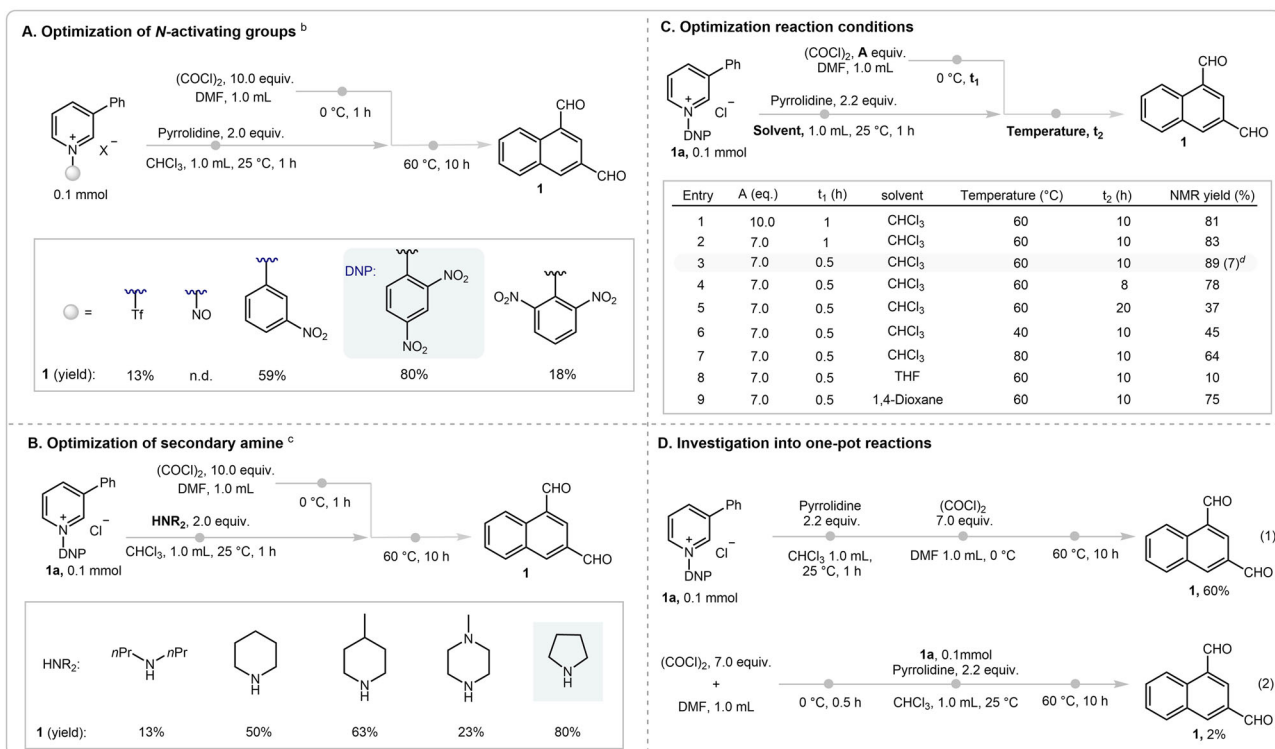 A. Optimization of N-activating groups b
(COCl)2, 10.0 equiv.
DMF, 1.0 mL
0 °C, 1 h
Ph
N
+
X−
0.1 mmol
Pyrrolidine, 2.0 equiv.
CHCl3, 1.0 mL, 25 °C, 1 h
60 °C, 10 h
CHO
CHO
1
DNP:
= Tf NO NO2 NO2 NO2 O2N NO2
1 (yield): 13% n.d. 59% 80% 18%
B. Optimization of secondary amine c
(COCl)2, 10.0 equiv.
DMF, 1.0 mL
0 °C, 1 h
Ph
N
+
Cl−
DNP
1a, 0.1 mmol
HNR2, 2.0 equiv.
CHCl3, 1.0 mL, 25 °C, 1 h
60 °C, 10 h
CHO
CHO
1
HNR2: nPr N H nPr N H N H N N H N H
1 (yield): 13% 50% 63% 23% 80%
C. Optimization reaction conditions
(COCl)2, A equiv.
DMF, 1.0 mL
0 °C, t1
Ph
N
+
Cl−
DNP
1a, 0.1 mmol
Pyrrolidine, 2.2 equiv.
Solvent, 1.0 mL, 25 °C, 1 h
Temperature, t2
CHO
CHO
1
Entry A (eq.) t1 (h) solvent Temperature (°C) t2 (h) NMR yield (%)
1 10.0 1 CHCl3 60 10 81
2 7.0 1 CHCl3 60 10 83
3 7.0 0.5 CHCl3 60 10 89 (7)d
4 7.0 0.5 CHCl3 60 8 78
5 7.0 0.5 CHCl3 60 20 37
6 7.0 0.5 CHCl3 40 10 45
7 7.0 0.5 CHCl3 80 10 64
8 7.0 0.5 THF 60 10 10
9 7.0 0.5 1,4-Dioxane 60 10 75
D. Investigation into one-pot reactions
Ph
N
+
Cl−
DNP
1a, 0.1 mmol
Pyrrolidine
2.2 equiv.
CHCl3 1.0 mL,
25 °C, 1 h
(COCl)2
7.0 equiv.
DMF 1.0 mL, 0 °C
60 °C, 10 h
CHO
CHO
(1)
1, 60%
(COCl)2, 7.0 equiv.
+
DMF, 1.0 mL
0 °C, 0.5 h
1a, 0.1mmol
Pyrrolidine, 2.2 equiv.
CHCl3, 1.0 mL, 25 °C
60 °C, 10 h
CHO
CHO
(2)
1, 2%